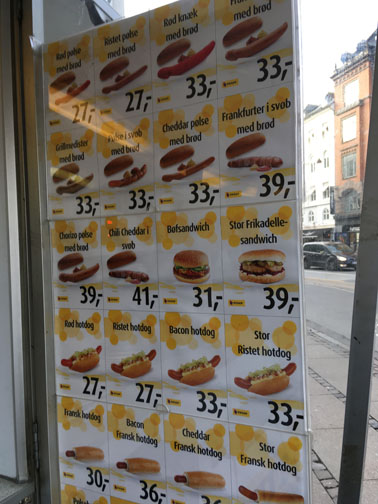 Rød pølse
med brød
27,-
Ristet pølse
med brød
27,-
Rød knæk
med brød
33,-
med brød
33,-
Grillmedister
med brød
33,-
Pølse i svøb
med brød
33,-
Cheddar pølse
med brød
33,-
Frankfurter i svøb
med brød
39,-
Chorizo pølse
med brød
39,-
Chili Cheddar i
svøb
41,-
Bøfsandwich
31,-
Stor Frikadelle-
sandwich
39,-
Rød hotdog
27,-
Ristet hotdog
27,-
Bacon hotdog
33,-
Stor
Ristet hotdog
33,-
Fransk hotdog
30,-
Bacon
Fransk hotdog
36,-
Cheddar
Fransk hotdog
36,-
Stor
Fransk hotdog